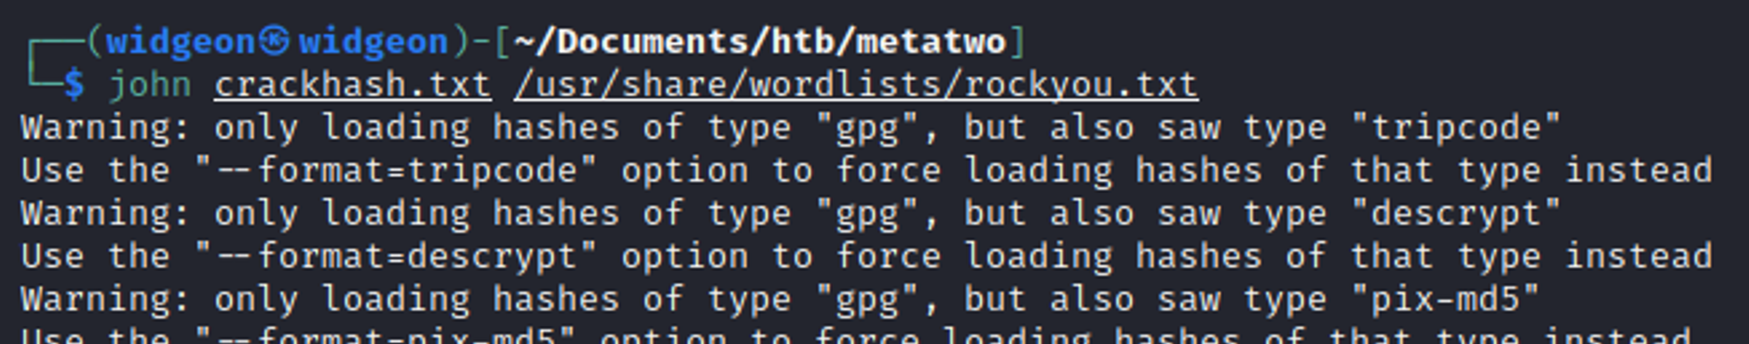 ┌──(widgeon㉿widgeon)-[~/Documents/htb/metatwo]
└─$ john crackhash.txt /usr/share/wordlists/rockyou.txt
Warning: only loading hashes of type "gpg", but also saw type "tripcode"
Use the "--format=tripcode" option to force loading hashes of that type instead
Warning: only loading hashes of type "gpg", but also saw type "descrypt"
Use the "--format=descrypt" option to force loading hashes of that type instead
Warning: only loading hashes of type "gpg", but also saw type "pix-md5"
Use the "--format=pix-md5" option to force loading hashes of that type instead